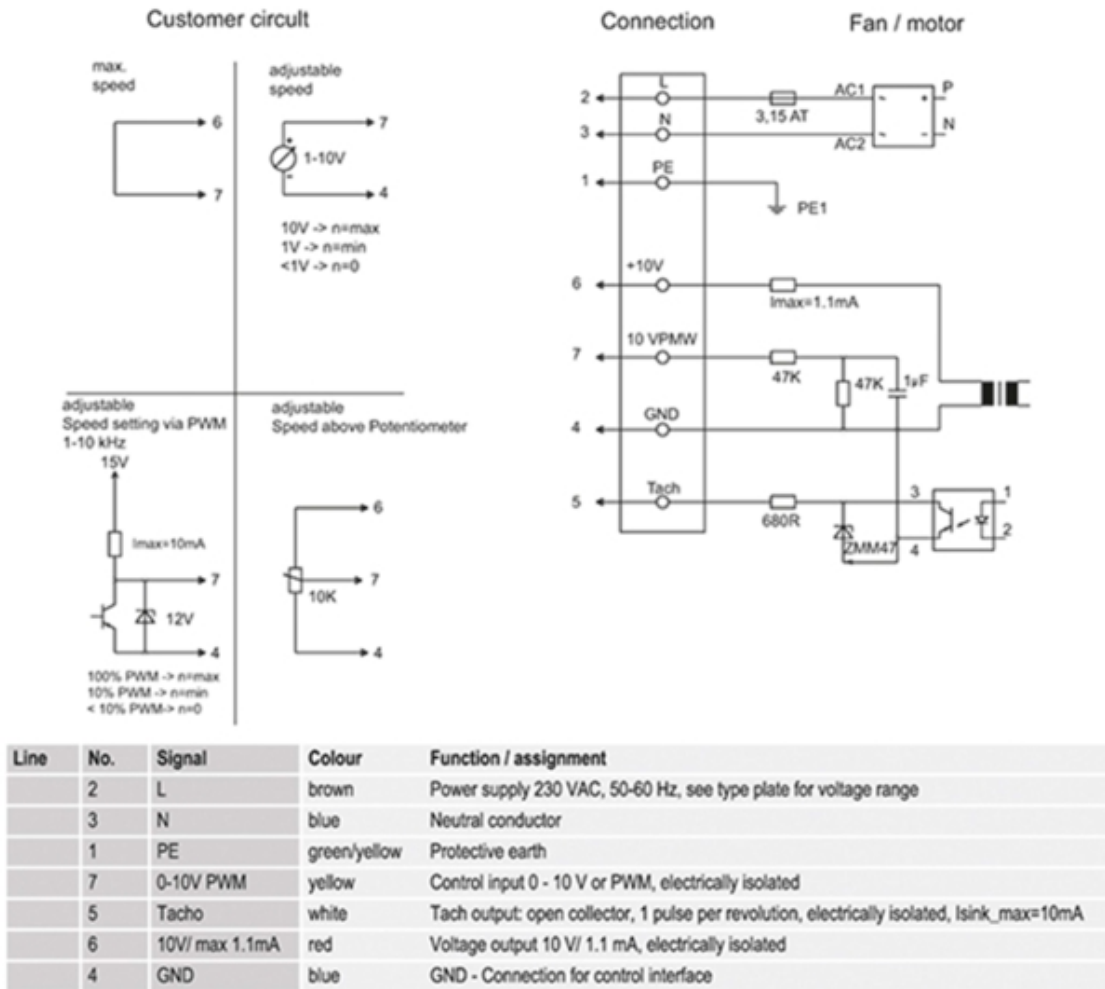 Customer circult
Connection
Fan / motor
max.
speed
6
7
adjustable
speed
7
+
1-10V
-
4
10V -> n=max
1V -> n=min
<1V -> n=0
adjustable
Speed setting via PWM
1-10 kHz
15V
Imax=10mA
7
12V
4
100% PWM -> n=max
10% PWM -> n=min
< 10% PWM-> n=0
adjustable
Speed above Potentiometer
6
7
10K
4
2
L
3,15 AT
AC1
~
+
P
3
N
AC2
~
-
N
1
PE
PE1
6
+10V
Imax=1.1mA
7
10 VPMW
47K
47K
1µF
4
GND
5
Tach
680R
ZMM47
3
1
4
2
Line No. Signal Colour Function / assignment
2 L brown Power supply 230 VAC, 50-60 Hz, see type plate for voltage range
3 N blue Neutral conductor
1 PE green/yellow Protective earth
7 0-10V PWM yellow Control input 0 - 10 V or PWM, electrically isolated
5 Tacho white Tach output: open collector, 1 pulse per revolution, electrically isolated, Isink_max=10mA
6 10V/ max 1.1mA red Voltage output 10 V/ 1.1 mA, electrically isolated
4 GND blue GND - Connection for control interface